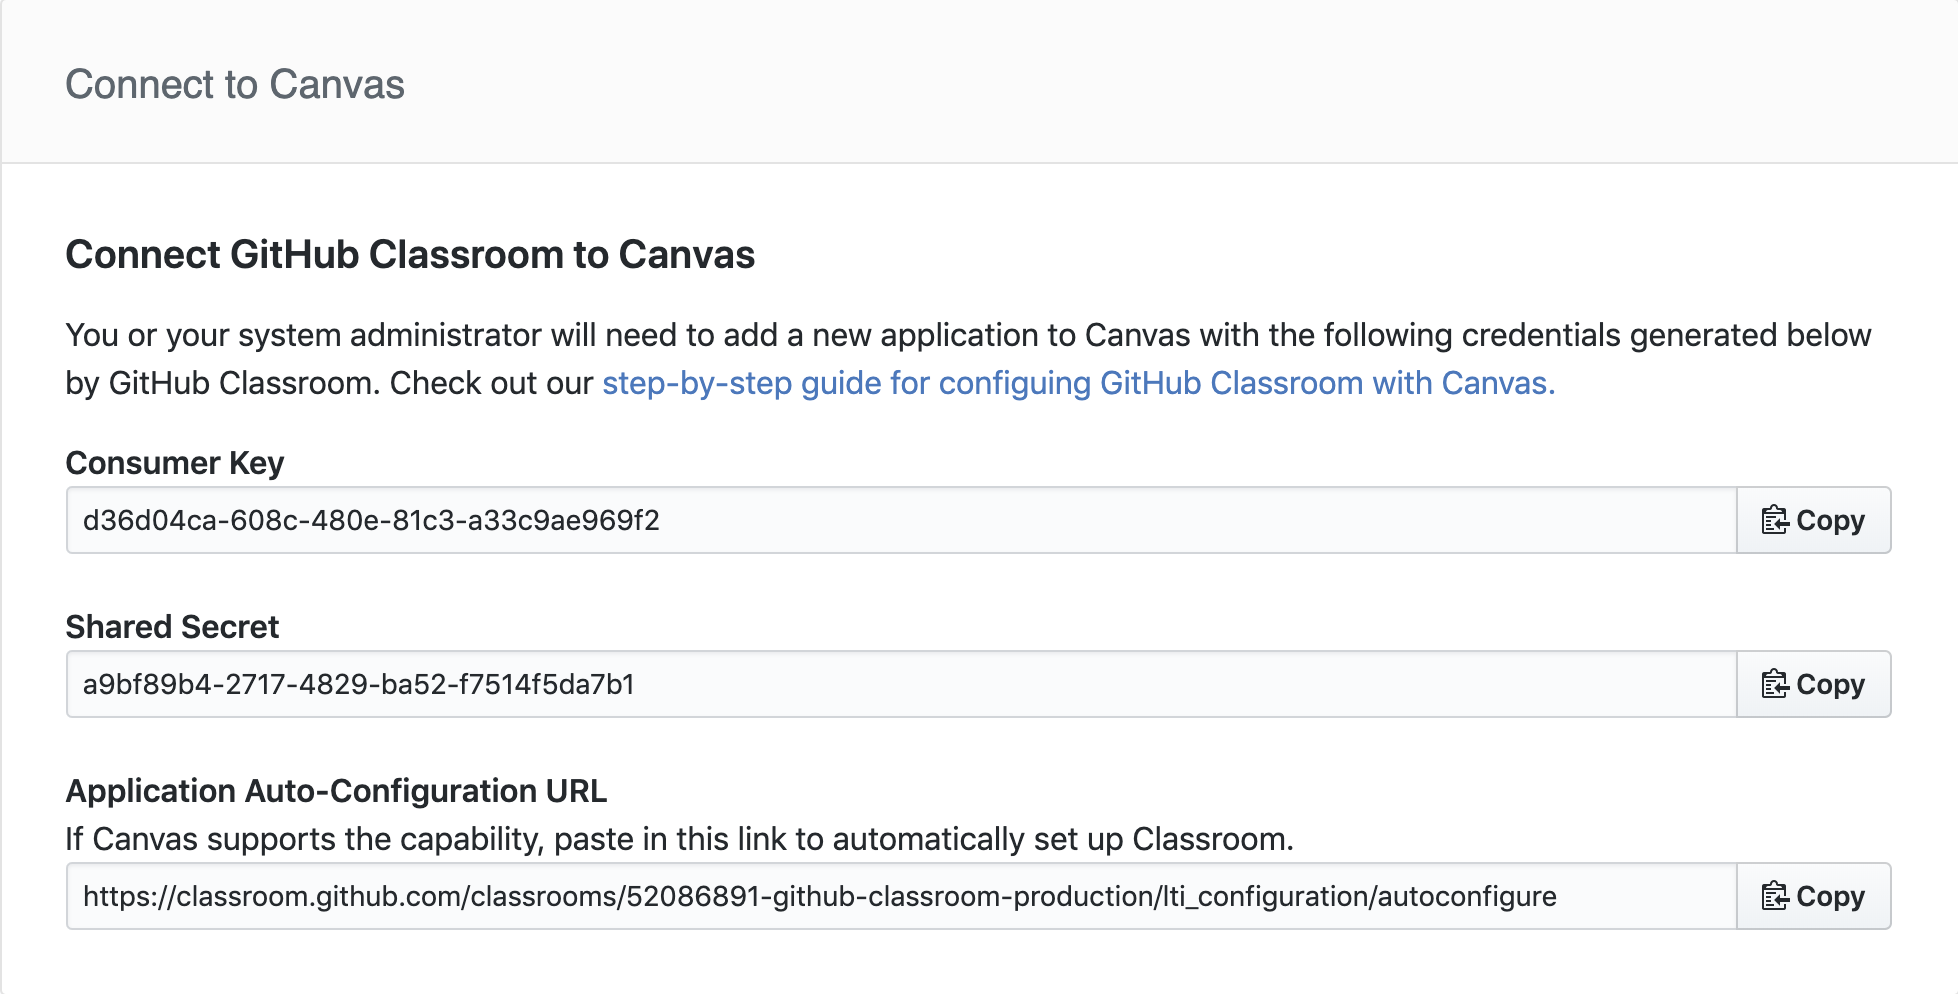 Connect to Canvas
Connect GitHub Classroom to Canvas
You or your system administrator will need to add a new application to Canvas with the following credentials generated below
by GitHub Classroom. Check out our step-by-step guide for configuing GitHub Classroom with Canvas.
Consumer Key
d36d04ca-608c-480e-81c3-a33c9ae969f2
Copy
Shared Secret
a9bf89b4-2717-4829-ba52-f7514f5da7b1
Copy
Application Auto-Configuration URL
If Canvas supports the capability, paste in this link to automatically set up Classroom.
https://classroom.github.com/classrooms/52086891-github-classroom-production/lti_configuration/autoconfigure
Copy